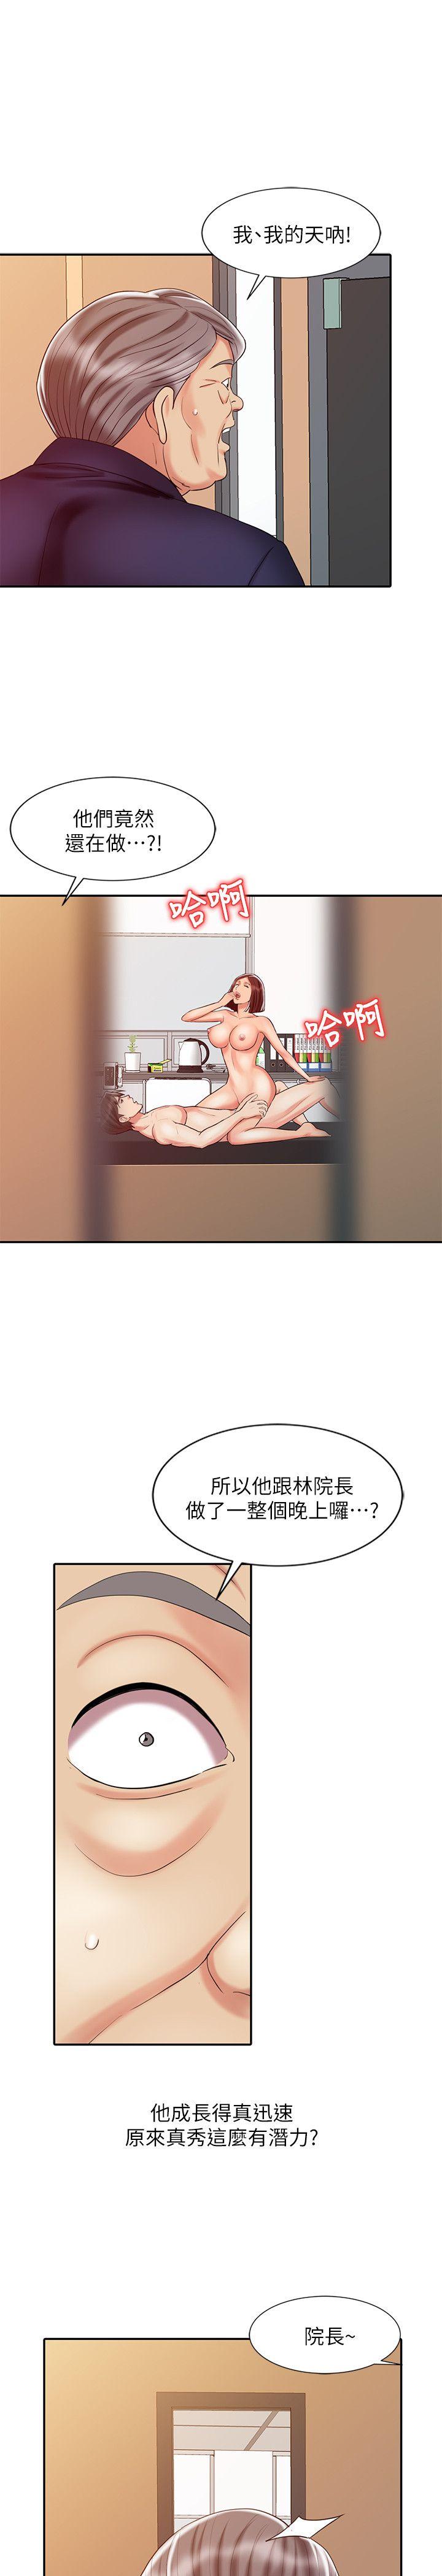 我、我的天吶!
他們竟然
還在做⋯?!
哈啊
哈啊
所以他跟林院長
做了一整個晚上囉⋯?
他成長得真迅速
原來真秀這麼有潛力?
院長~